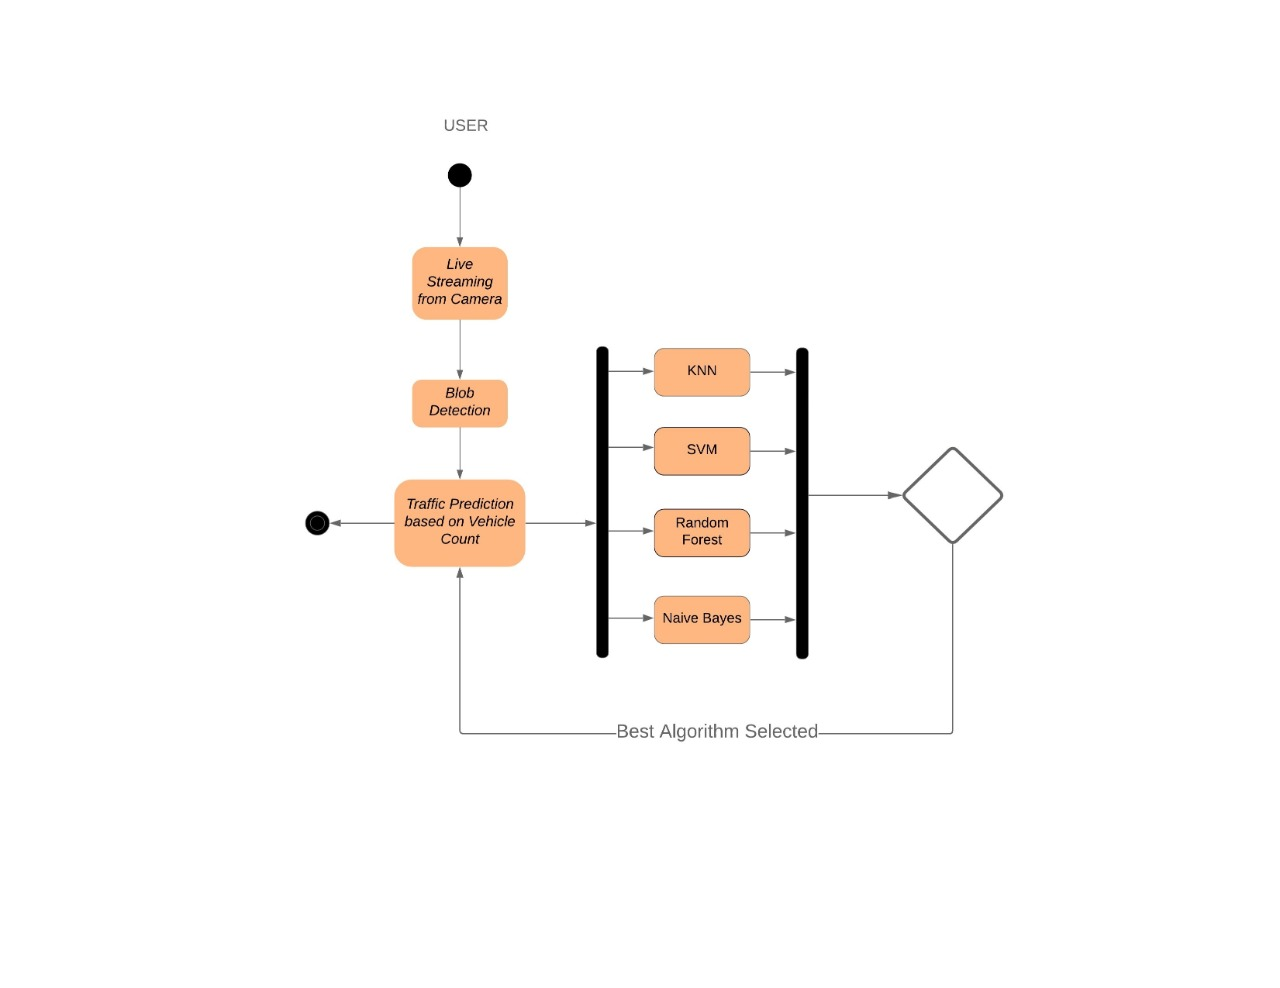 USER
Live
Streaming
from Camera
Blob
Detection
Traffic Prediction
based on Vehicle
Count
KNN
SVM
Random
Forest
Naive Bayes
Best Algorithm Selected